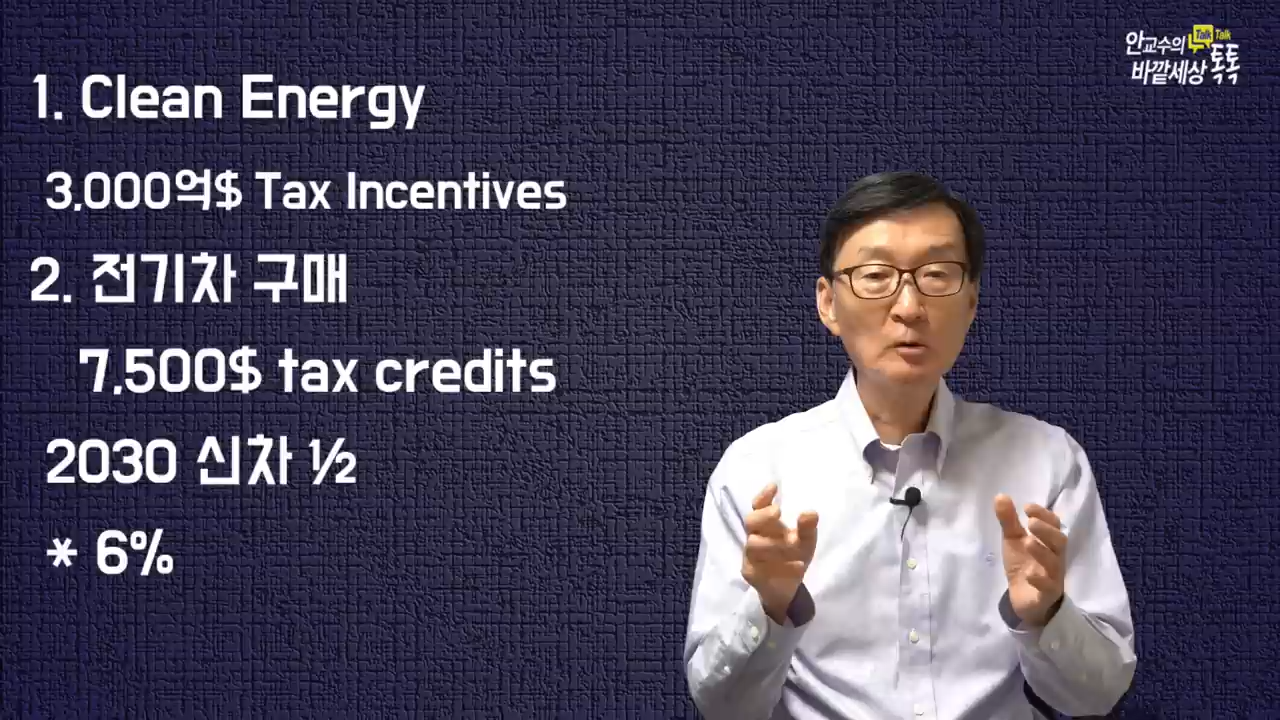 1. Clean Energy
3,000억$ Tax Incentives
2. 전기차 구매
7,500$ tax credits
2030 신차 ½
* 6%
안교수의 Talk Talk
바깥세상 톡톡